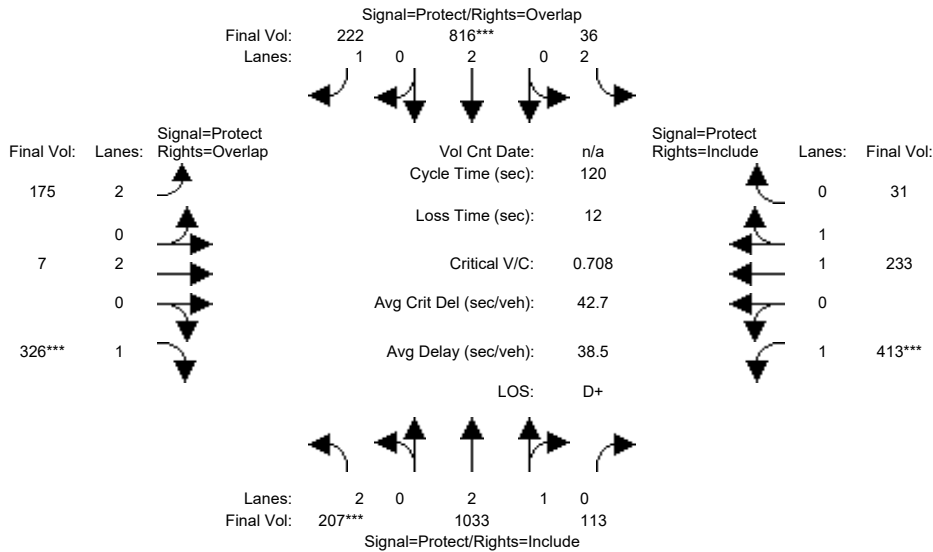 Signal=Protect/Rights=Overlap
Final Vol: 222 816*** 36
Lanes: 1 0 2 0 2
Signal=Protect
Final Vol: Lanes: Rights=Overlap
Vol Cnt Date: n/a
Signal=Protect
Rights=Include Lanes: Final Vol:
Cycle Time (sec): 120
175 2
0 31
Loss Time (sec): 12
0
1
7 2
Critical V/C: 0.708
1 233
0
Avg Crit Del (sec/veh): 42.7
0
326*** 1
Avg Delay (sec/veh): 38.5
1 413***
LOS: D+
Lanes: 2 0 2 1 0
Final Vol: 207*** 1033 113
Signal=Protect/Rights=Include